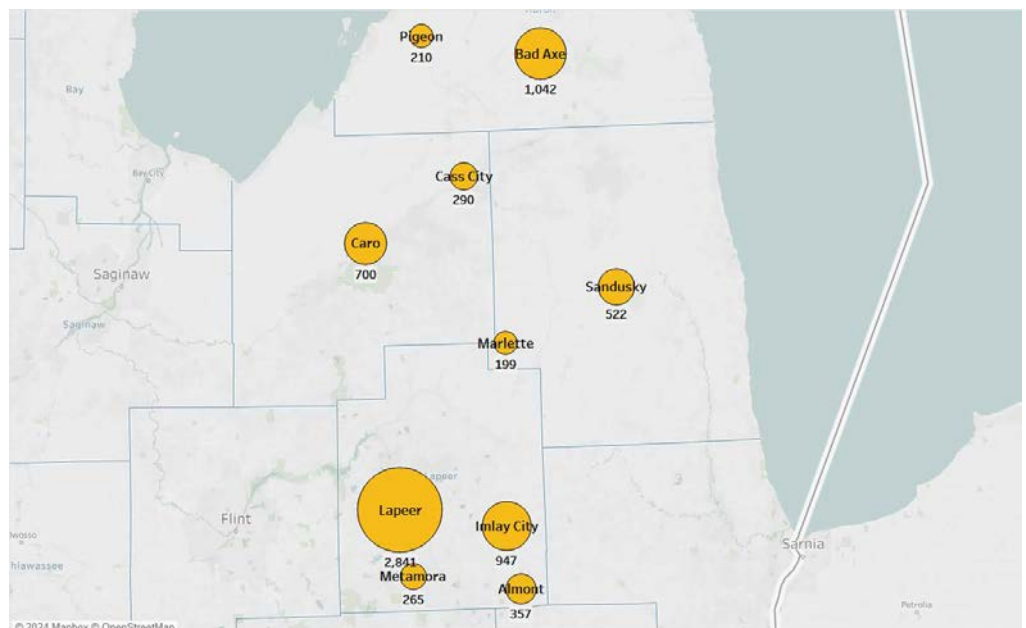 Pigeon
210
Bad Axe
1,042
Bay
Bay City
Cass City
290
Caro
700
Saginaw
Saginaw
Sandusky
522
Marlette
199
Lapeer
2,841
Imlay City
947
Flint
Sarnia
Metamora
265
Almont
357
Petrolia
© 2024 Mapbox © OpenStreetMap